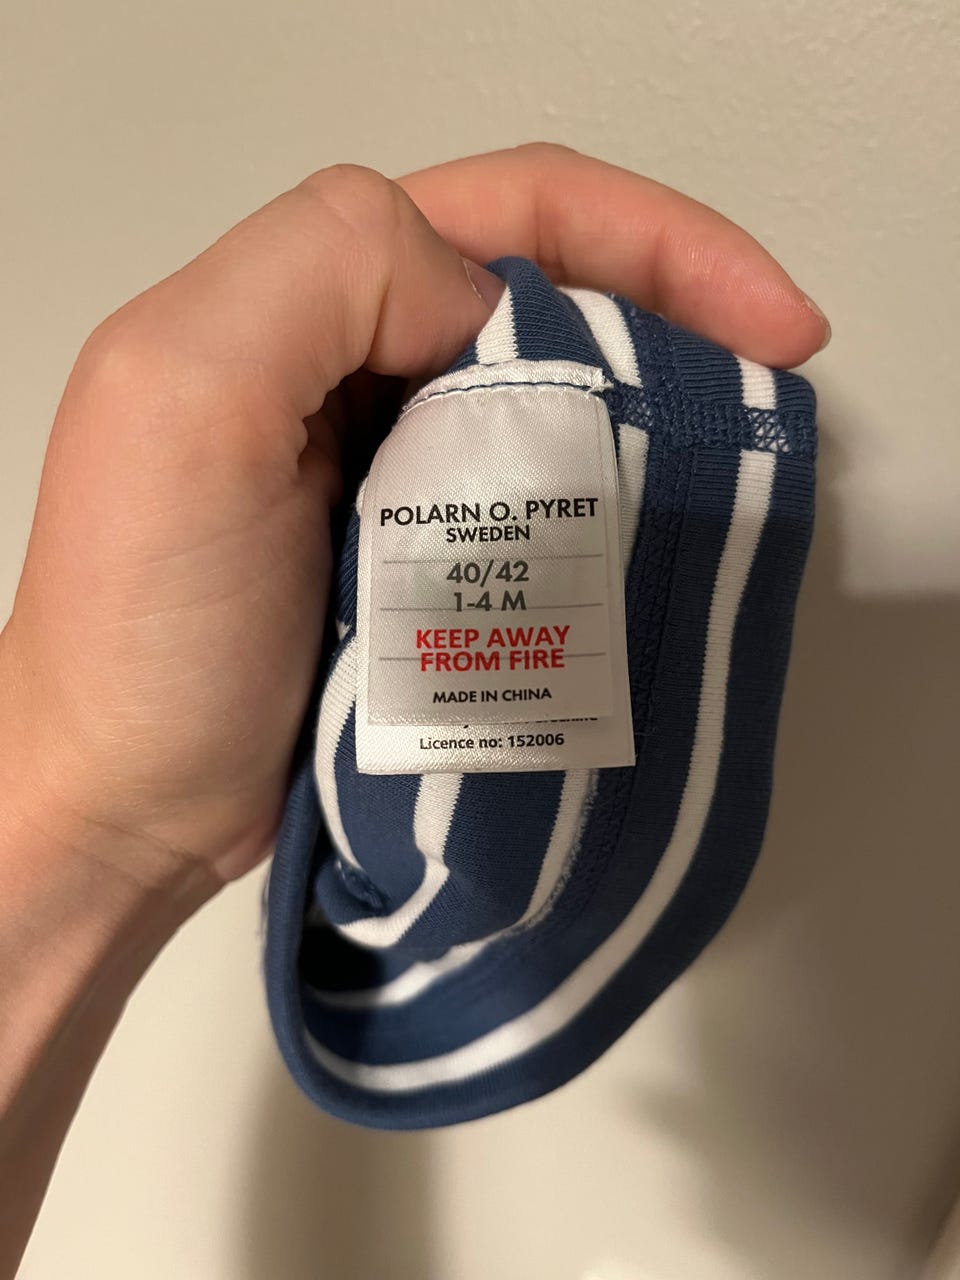 POLARN O. PYRET
SWEDEN
40/42
1-4 M
KEEP AWAY
FROM FIRE
MADE IN CHINA
Licence no: 152006